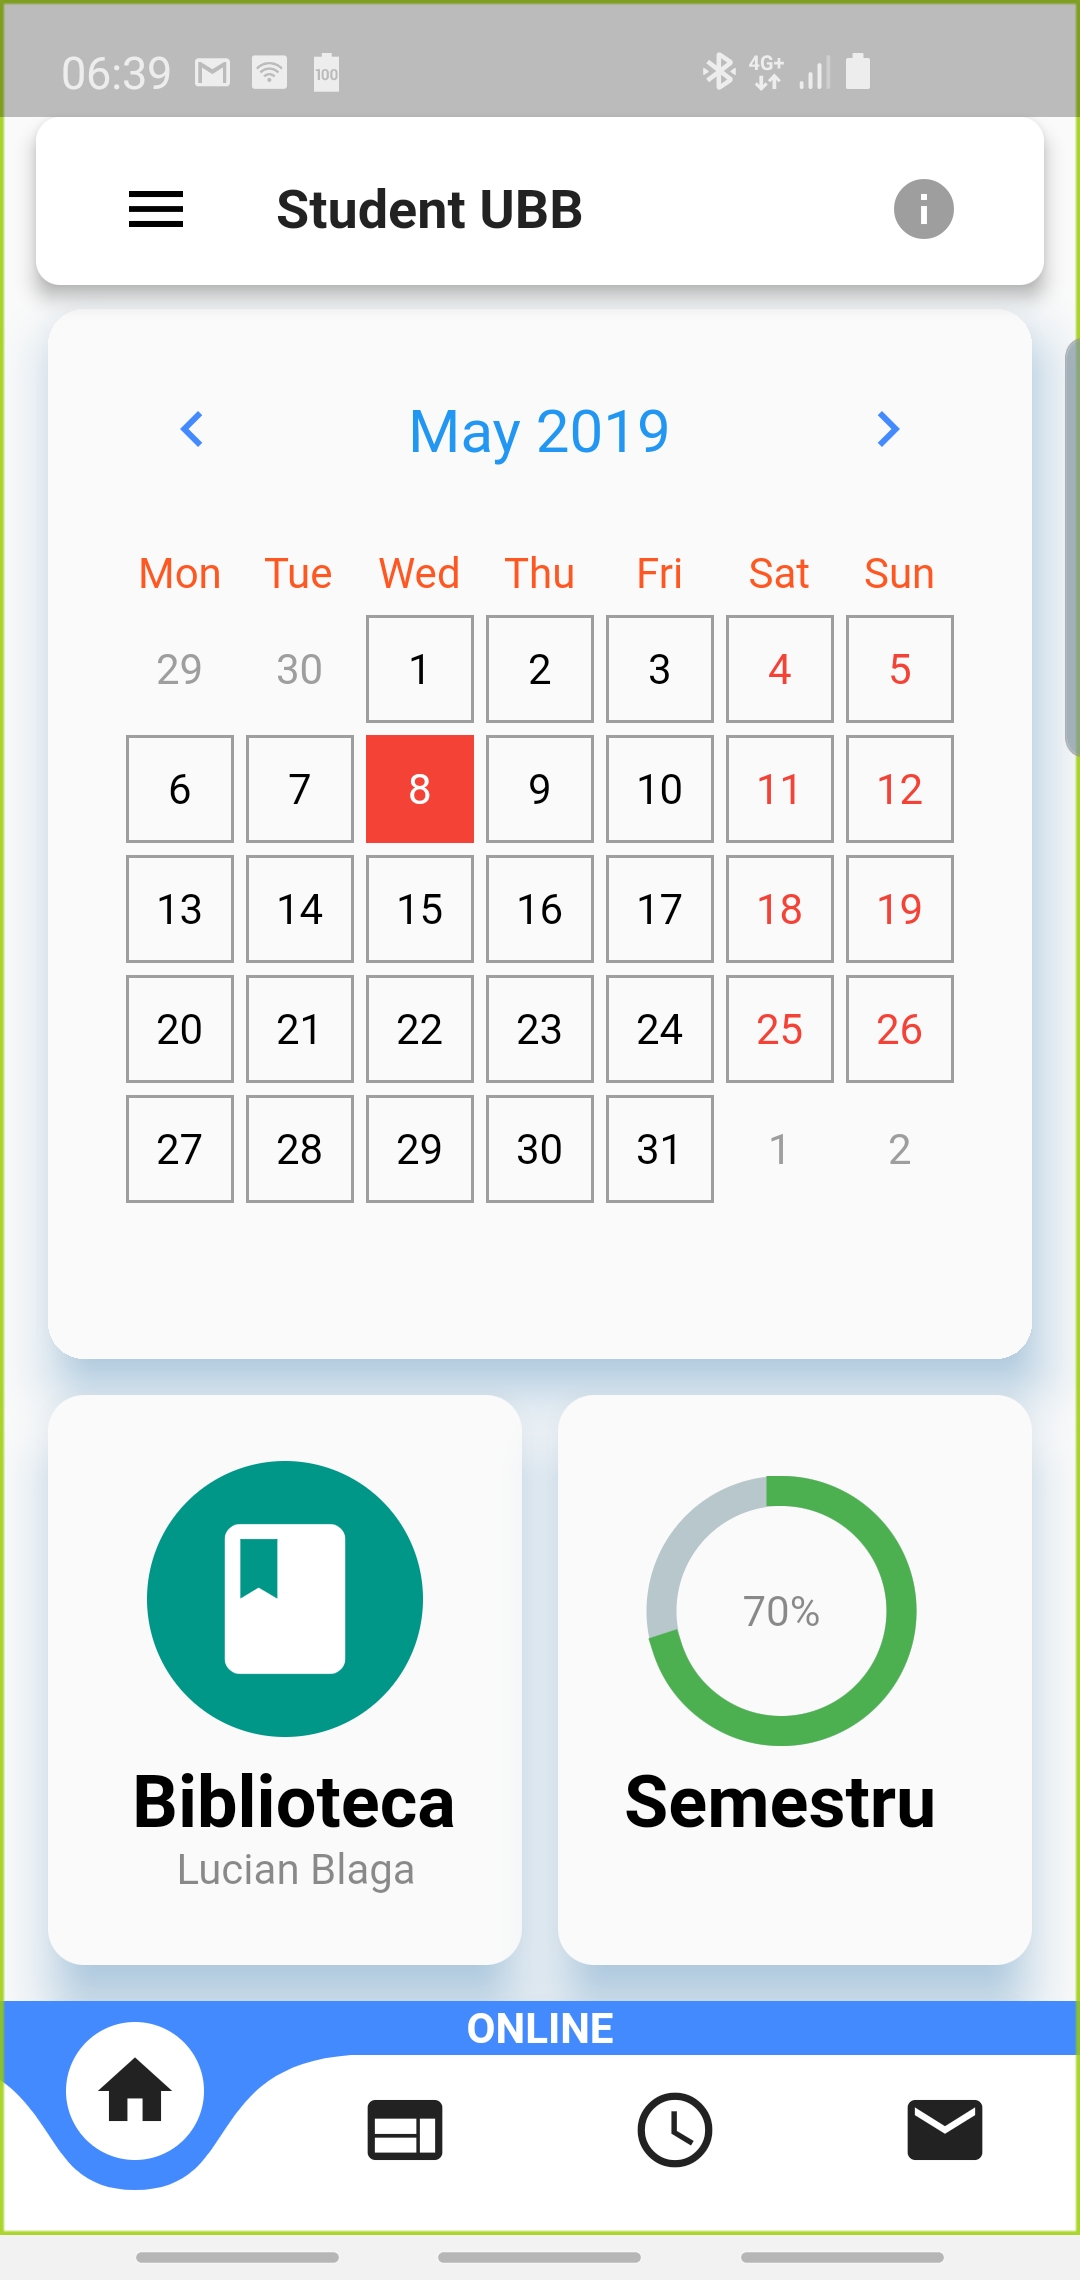 06:39 100 4G+
Student UBB
May 2019
Mon Tue Wed Thu Fri Sat Sun
29 30 1 2 3 4 5
6 7 8 9 10 11 12
13 14 15 16 17 18 19
20 21 22 23 24 25 26
27 28 29 30 31 1 2
70%
Biblioteca Semestru
Lucian Blaga
ONLINE